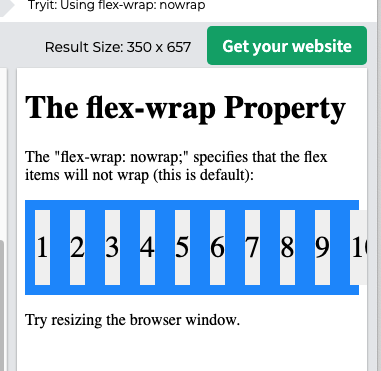 Tryit: Using flex-wrap: nowrap
Result Size: 350 x 657
Get your website
The flex-wrap Property
The "flex-wrap: nowrap;" specifies that the flex
items will not wrap (this is default):
1 2 3 4 5 6 7 8 9 10
Try resizing the browser window.